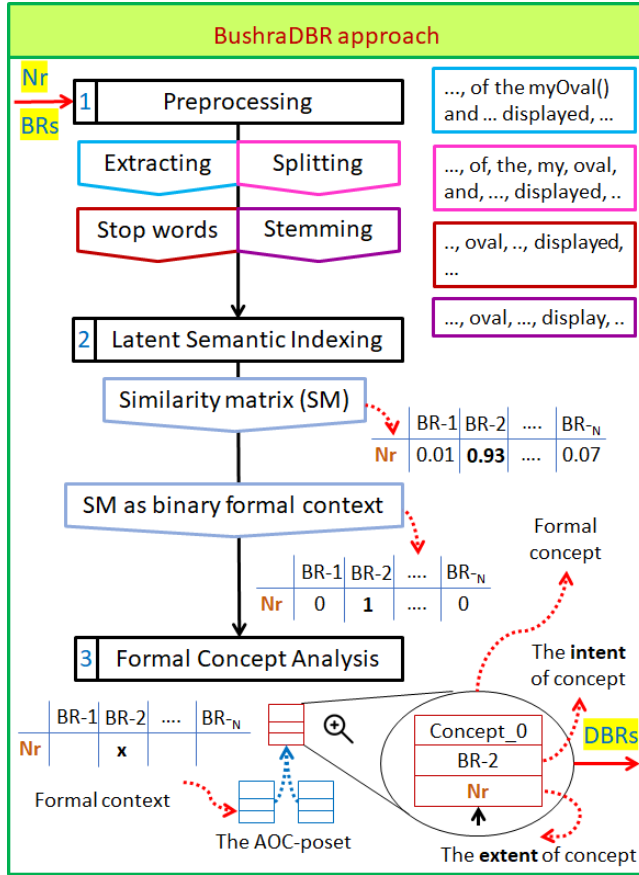 BushraDBR approach
Nr
BRs
1 Preprocessing
..., of the myOval()
and ... displayed, ...
Extracting Splitting
..., of, the, my, oval,
and, ..., displayed, ..
Stop words Stemming
.., oval, .., displayed,
...
..., oval, ..., display, ..
2 Latent Semantic Indexing
Similarity matrix (SM)
BR-1 BR-2 .... BR-N
Nr 0.01 0.93 .... 0.07
SM as binary formal context
Formal
concept
BR-1 BR-2 .... BR-N
Nr 0 1 .... 0
3 Formal Concept Analysis
The intent
of concept
BR-1 BR-2 .... BR-N
Nr x
Concept_0
BR-2
Nr
DBRs
Formal context
The AOC-poset
The extent of concept